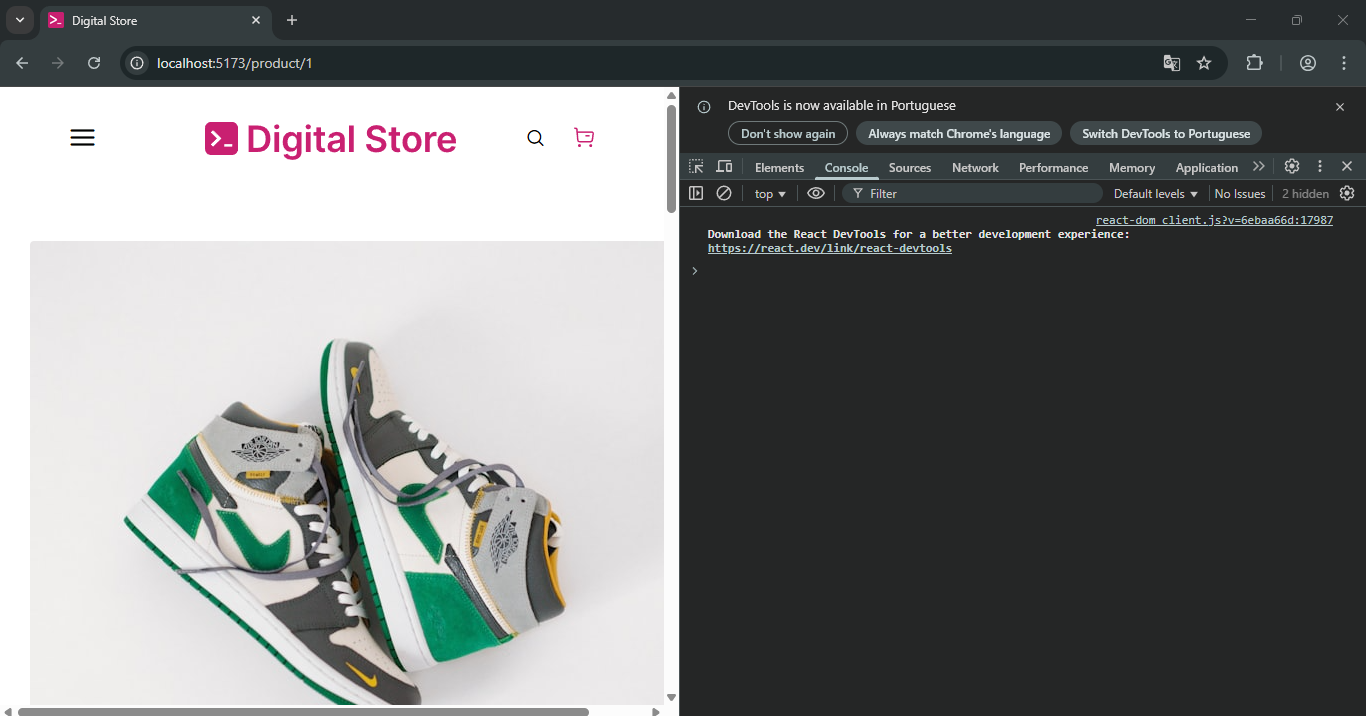 Digital Store
localhost:5173/product/1
Digital Store
DevTools is now available in Portuguese
Don't show again
Always match Chrome's language
Switch DevTools to Portuguese
Elements
Console
Sources
Network
Performance
Memory
Application
top
Filter
Default levels
No Issues
2 hidden
react-dom client.js?v=6ebaa66d:17987
Download the React DevTools for a better development experience:
https://react.dev/link/react-devtools